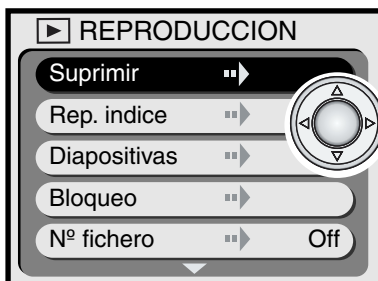 REPRODUCCION
Suprimir
Rep. indice
Diapositivas
Bloqueo
Nº fichero Off